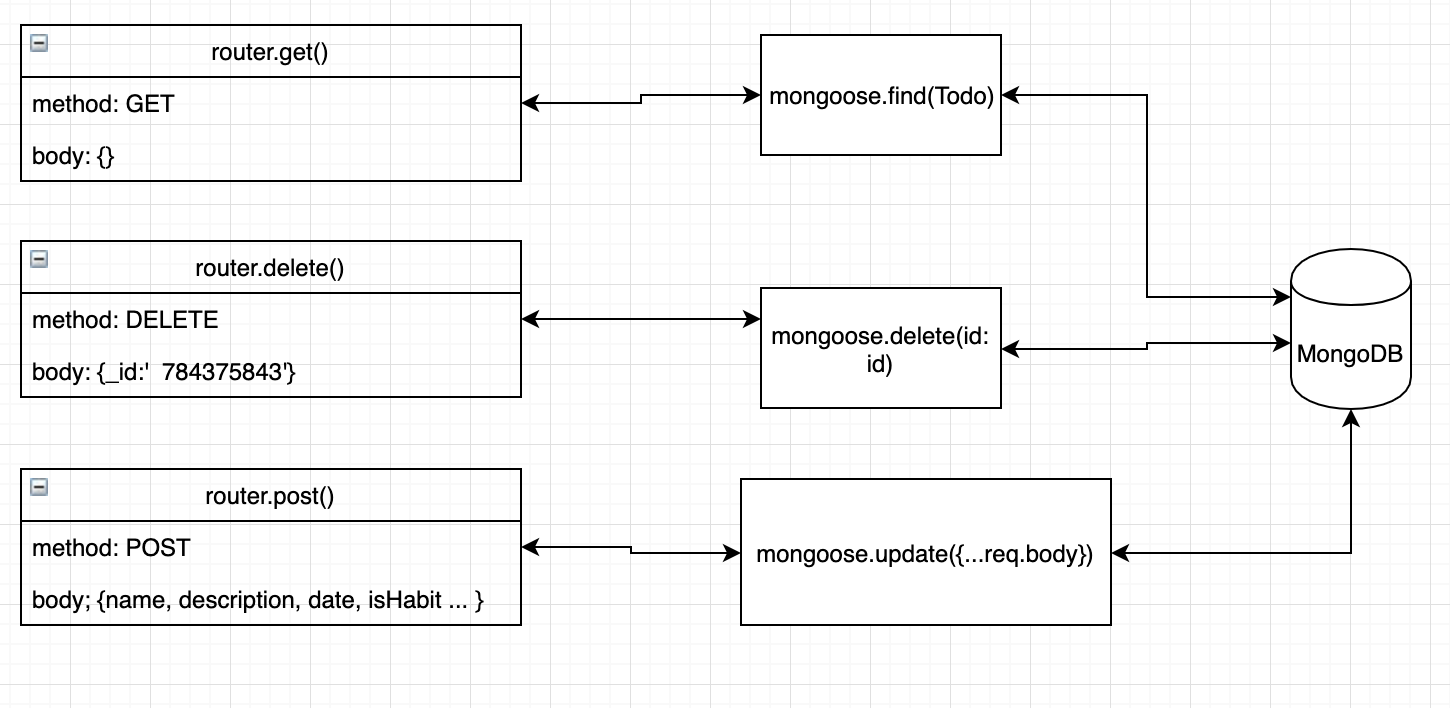 router.get()
method: GET
body: {}
mongoose.find(Todo)
router.delete()
method: DELETE
body: {_id:'  784375843'}
mongoose.delete(id:
id)
MongoDB
router.post()
method: POST
body; {name, description, date, isHabit ... }
mongoose.update({...req.body})